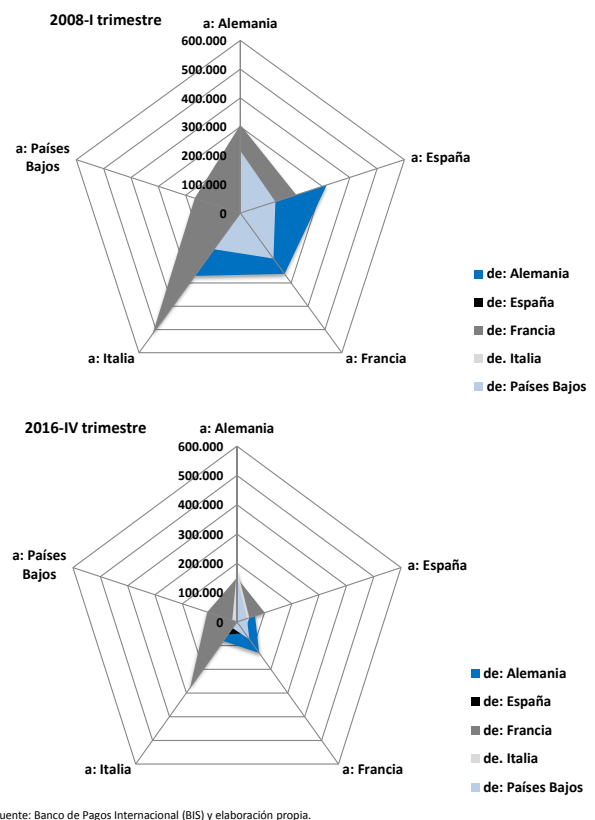 2008-I trimestre
a: Alemania
600.000
500.000
400.000
300.000
200.000
100.000
0
a: Países
Bajos
a: España
a: Italia
a: Francia
de: Alemania
de: España
de: Francia
de. Italia
de: Países Bajos
2016-IV trimestre
a: Alemania
600.000
500.000
400.000
300.000
200.000
100.000
0
a: Países
Bajos
a: España
a: Italia
a: Francia
de: Alemania
de: España
de: Francia
de. Italia
de: Países Bajos
uente: Banco de Pagos Internacional (BIS) y elaboración propia.